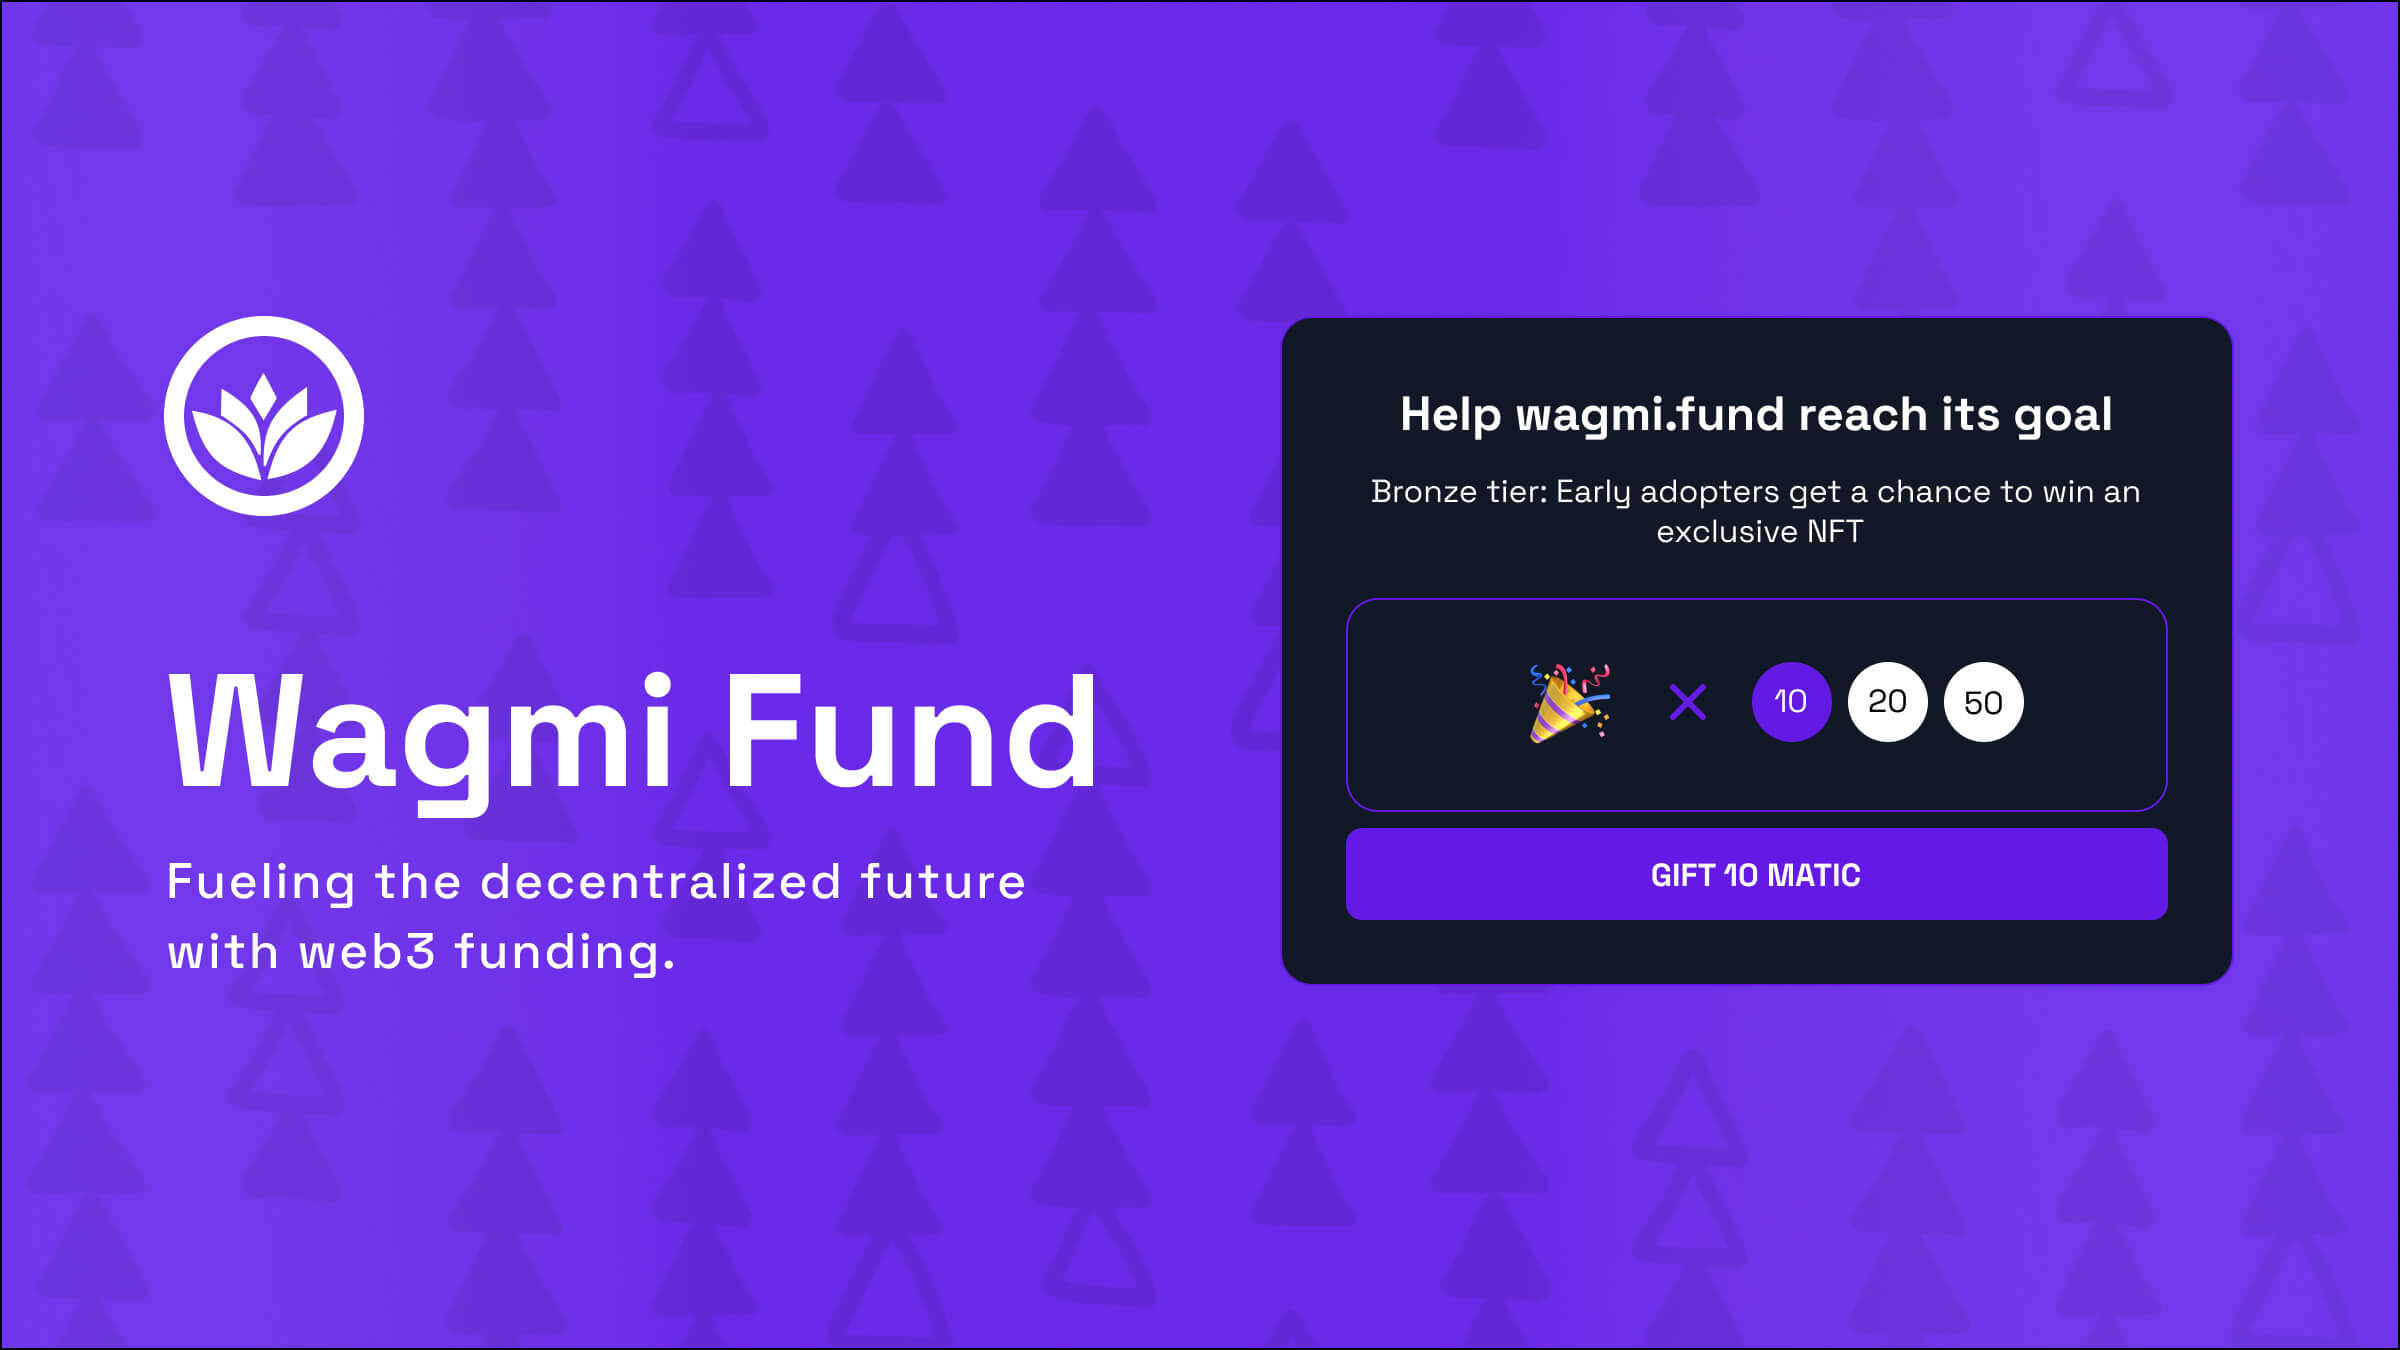 Wagmi Fund
Fueling the decentralized future
with web3 funding.
Help wagmi.fund reach its goal
Bronze tier: Early adopters get a chance to win an
exclusive NFT
10 20 50
GIFT 10 MATIC